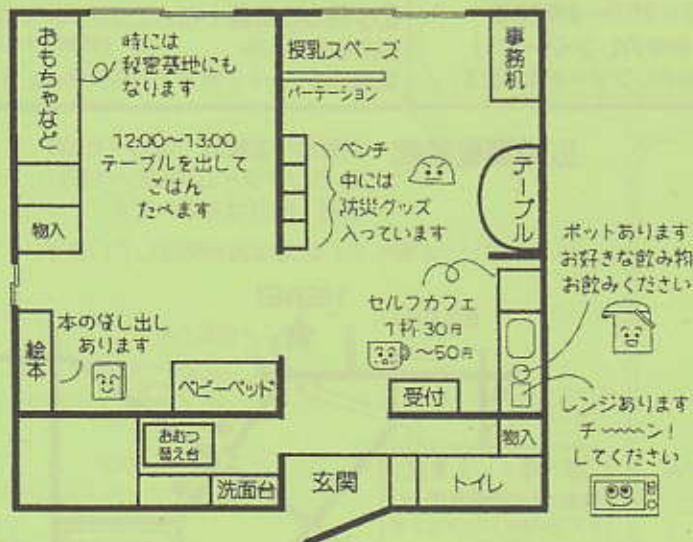 おもちゃなど
時には
秘密基地にも
なります
12:00〜13:00
テーブルを出して
ごはん
たべます
物入
授乳スペーズ
パーテーション
事務机
ベンチ
中には
防災グッズ
入っています
テーブル
ポットあります
お好きな飲み物
お飲みください
セルフカフェ
1杯30円
〜50円
絵本
本の貸し出し
あります
ベビーベッド
受付
レンジあります
チ〜〜ン!
してください
おむつ
替え台
洗面台
玄関
トイレ
物入